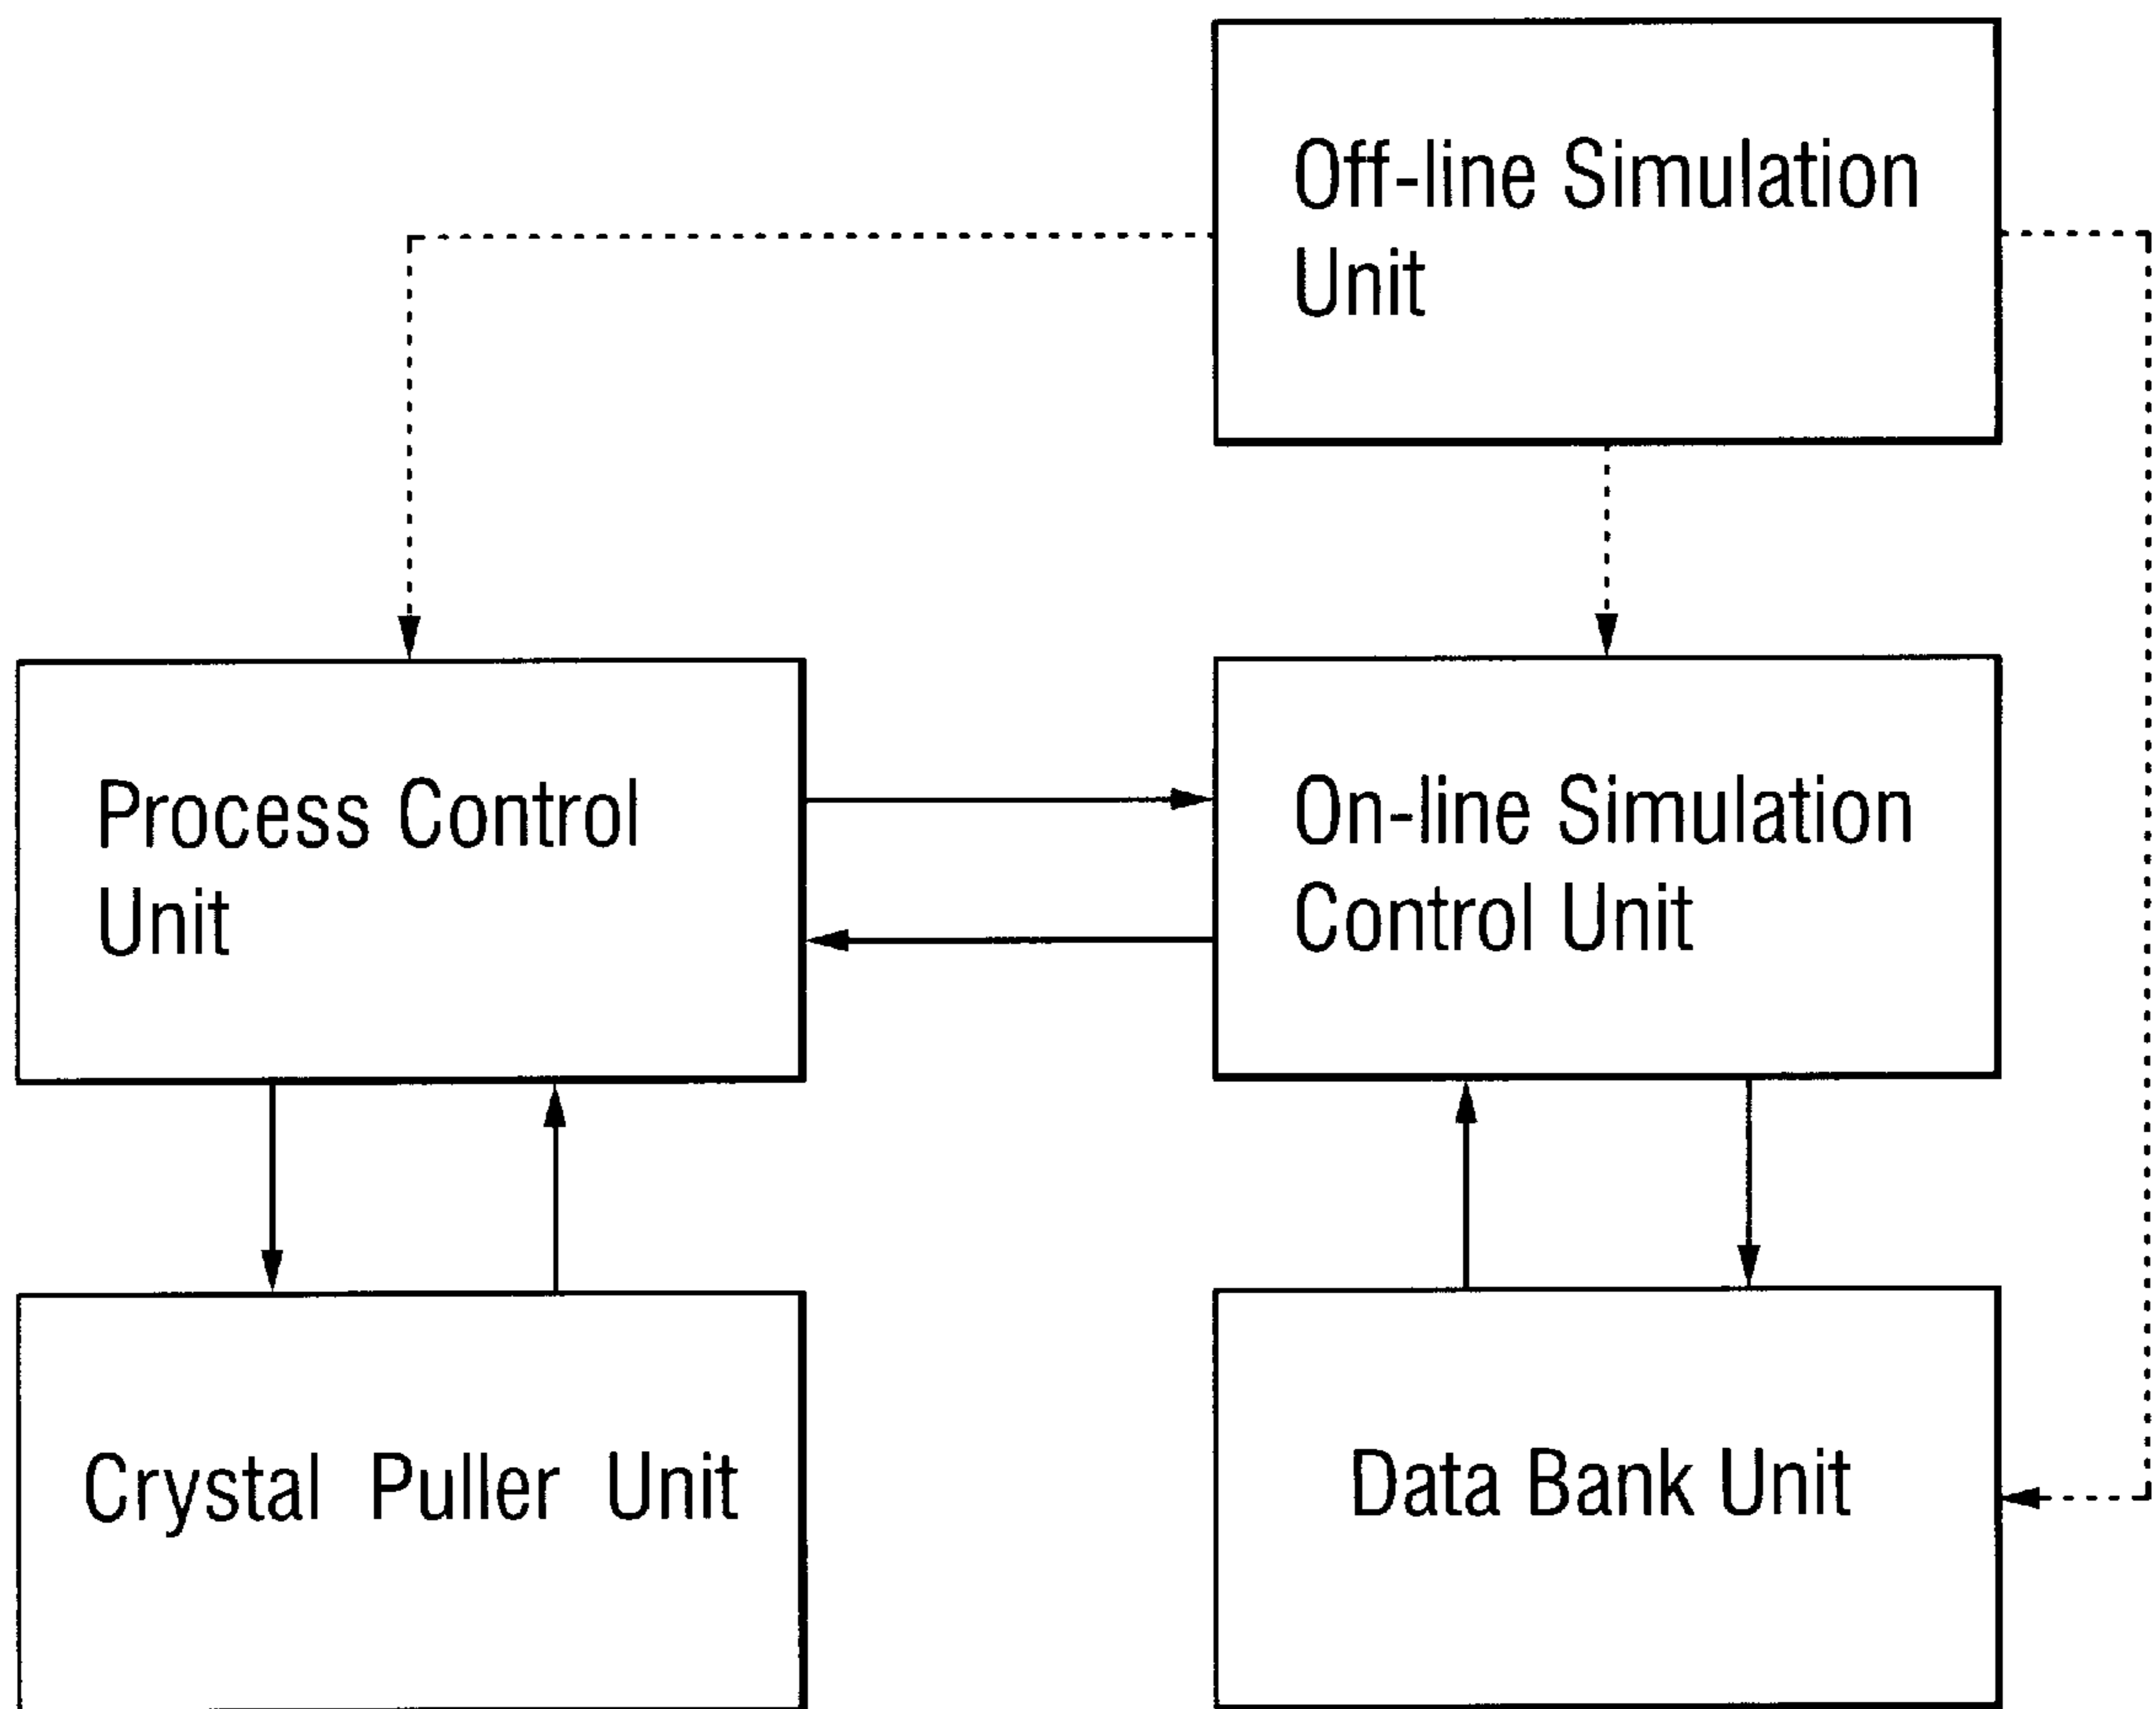 Off-line Simulation
Unit
Process Control
Unit
On-line Simulation
Control Unit
Crystal Puller Unit
Data Bank Unit